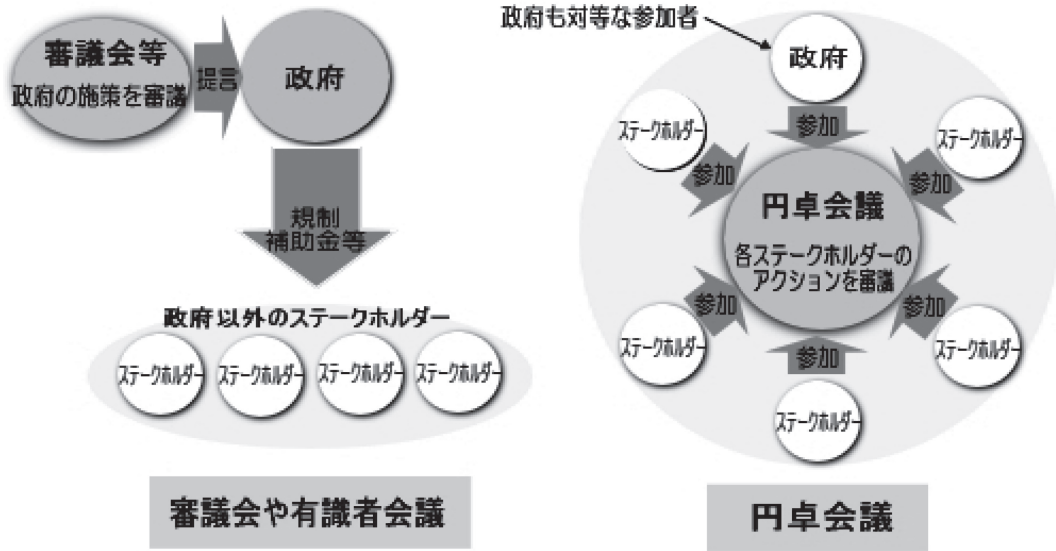 審議会等
政府の施策を審議
提言
政府
規制
補助金等
政府以外のステークホルダー
ステークホルダー
ステークホルダー
ステークホルダー
ステークホルダー
審議会や有識者会議
政府も対等な参加者
政府
参加
ステークホルダー
参加
ステークホルダー
参加
円卓会議
各ステークホルダーの
アクションを審議
ステークホルダー
参加
ステークホルダー
参加
ステークホルダー
参加
円卓会議